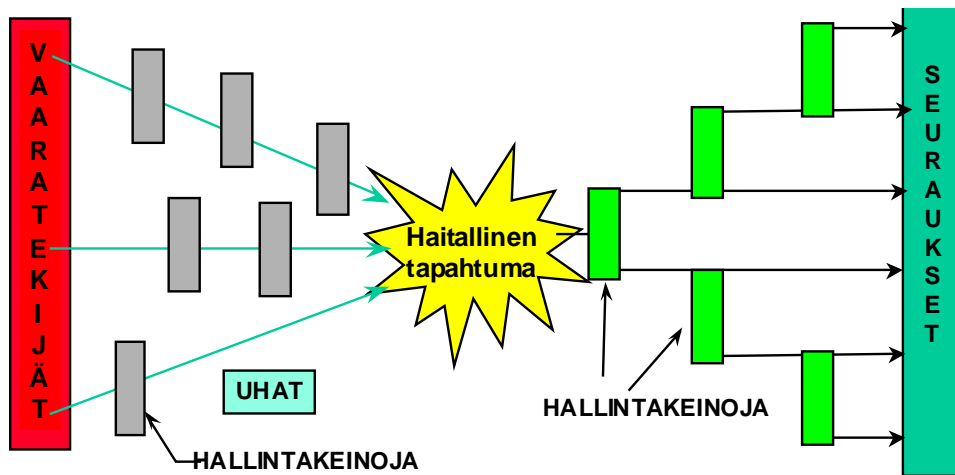 VAARATEKIJÄT
Haitallinen
tapahtuma
UHAT
HALLINTAKEINOJA
HALLINTAKEINOJA
SEURAUKSET